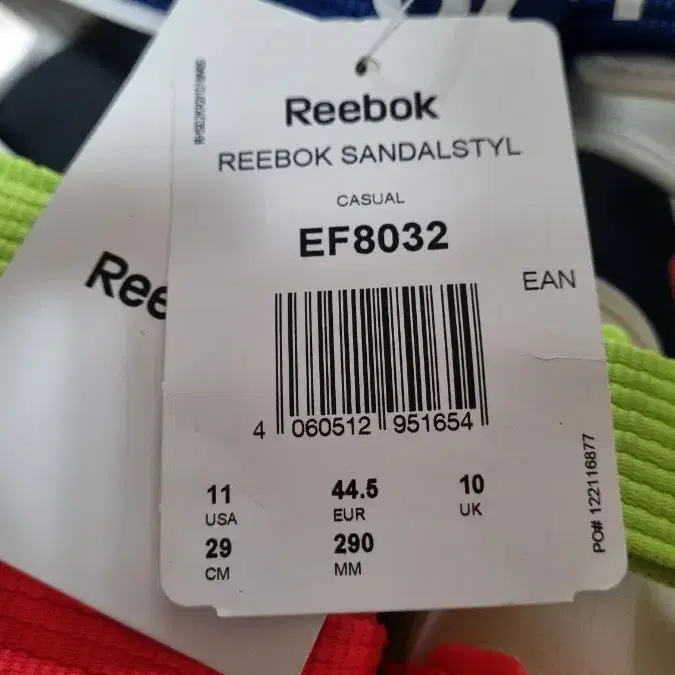 Reebok
REEBOK SANDALSTYL
CASUAL
EF8032
EAN
4 060512 951654
11 44.5 10
USA EUR UK
29 290
CM MM
PO# 122116877
Ree